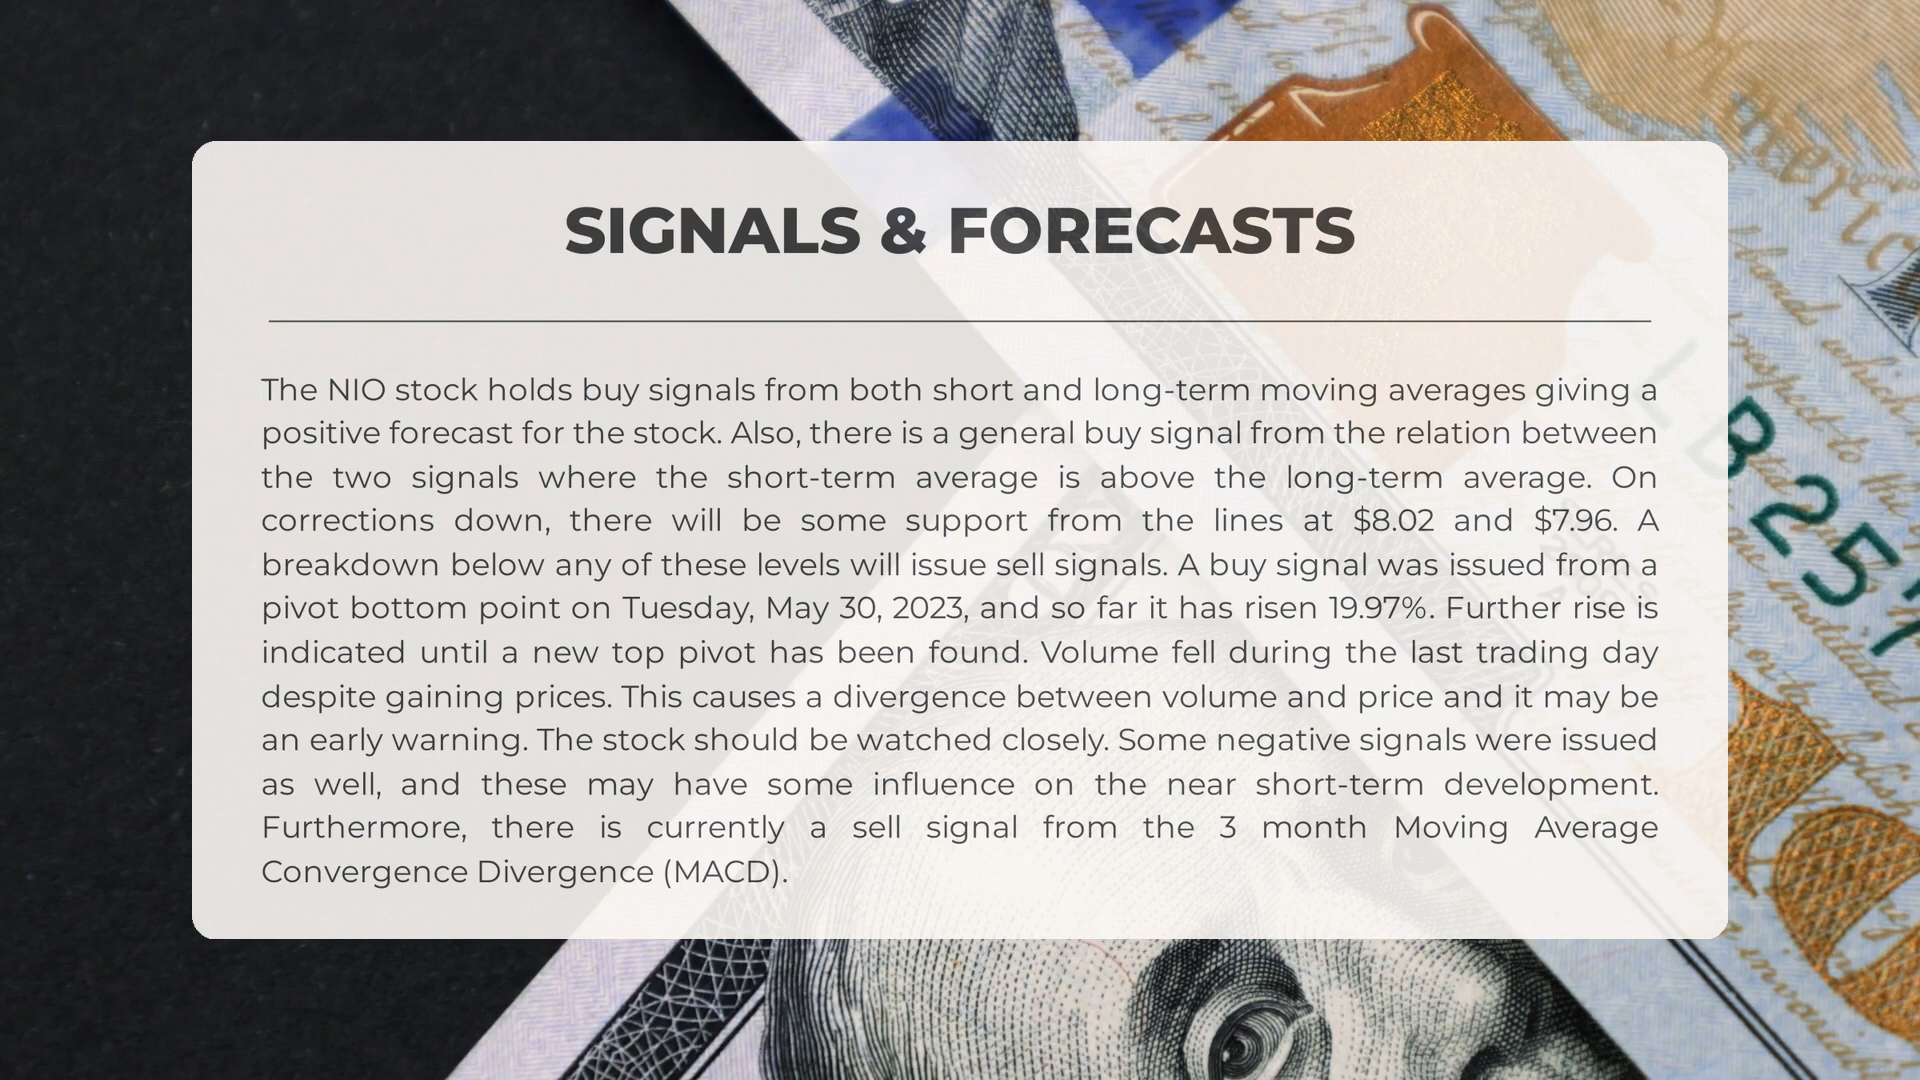 SIGNALS & FORECASTS
The NIO stock holds buy signals from both short and long-term moving averages giving a
positive forecast for the stock. Also, there is a general buy signal from the relation between
the two signals where the short-term average is above the long-term average. On
corrections down, there will be some support from the lines at $8.02 and $7.96. A
breakdown below any of these levels will issue sell signals. A buy signal was issued from a
pivot bottom point on Tuesday, May 30, 2023, and so far it has risen 19.97%. Further rise is
indicated until a new top pivot has been found. Volume fell during the last trading day
despite gaining prices. This causes a divergence between volume and price and it may be
an early warning. The stock should be watched closely. Some negative signals were issued
as well, and these may have some influence on the near short-term development.
Furthermore, there is currently a sell signal from the 3 month Moving Average
Convergence Divergence (MACD).